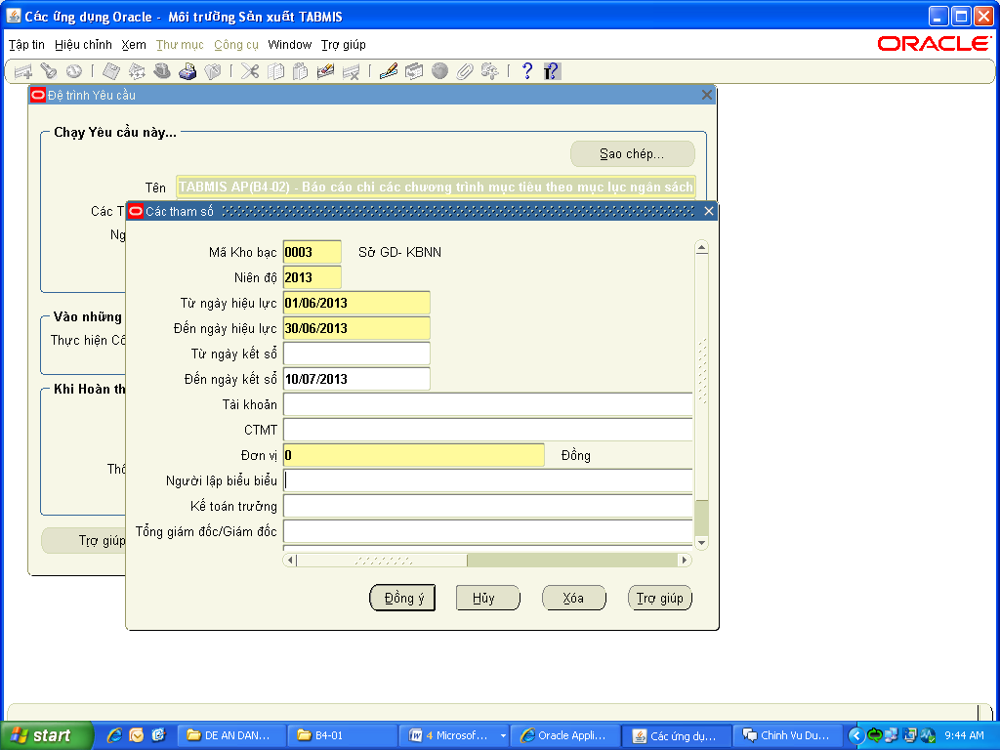 Các ứng dụng Oracle - Môi trường Sản xuất TABMIS
Tập tin Hiệu chỉnh Xem Thư mục Công cụ Window Trợ giúp
ORACLE
Đệ trình Yêu cầu
Chạy Yêu cầu này...
Sao chép...
Tên TABMIS AP(B4-02) - Báo cáo chi các chương trình mục tiêu theo mục lục ngân sách
Các T
Ng
Vào những
Thực hiện Cô
Khi Hoàn th
Thô
Trợ giúp
Các tham số
Mã Kho bạc 0003 Sở GD- KBNN
Niên độ 2013
Từ ngày hiệu lực 01/06/2013
Đến ngày hiệu lực 30/06/2013
Từ ngày kết sổ
Đến ngày kết sổ 10/07/2013
Tài khoản
CTMT
Đơn vị 0 Đồng
Người lập biểu biểu
Kế toán trưởng
Tổng giám đốc/Giám đốc
Đồng ý Hủy Xóa Trợ giúp
start DE AN DAN... B4-01 4 Microsof... Oracle Appli... Các ứng dụ... Chinh Vu Du... 9:44 AM